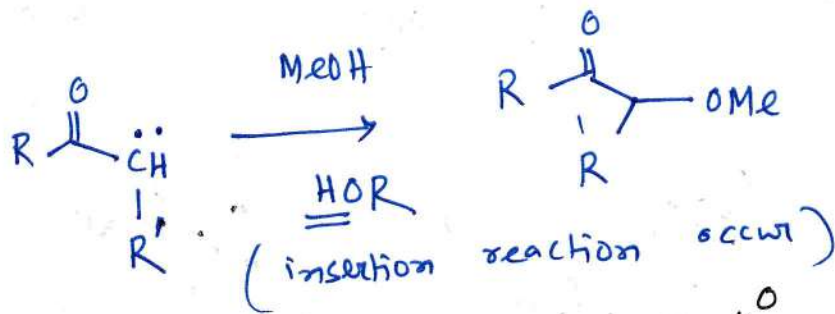 O
MeOH
O
R
OMe
R
CH
R
HOR
R'
(insertion reaction occur)
O